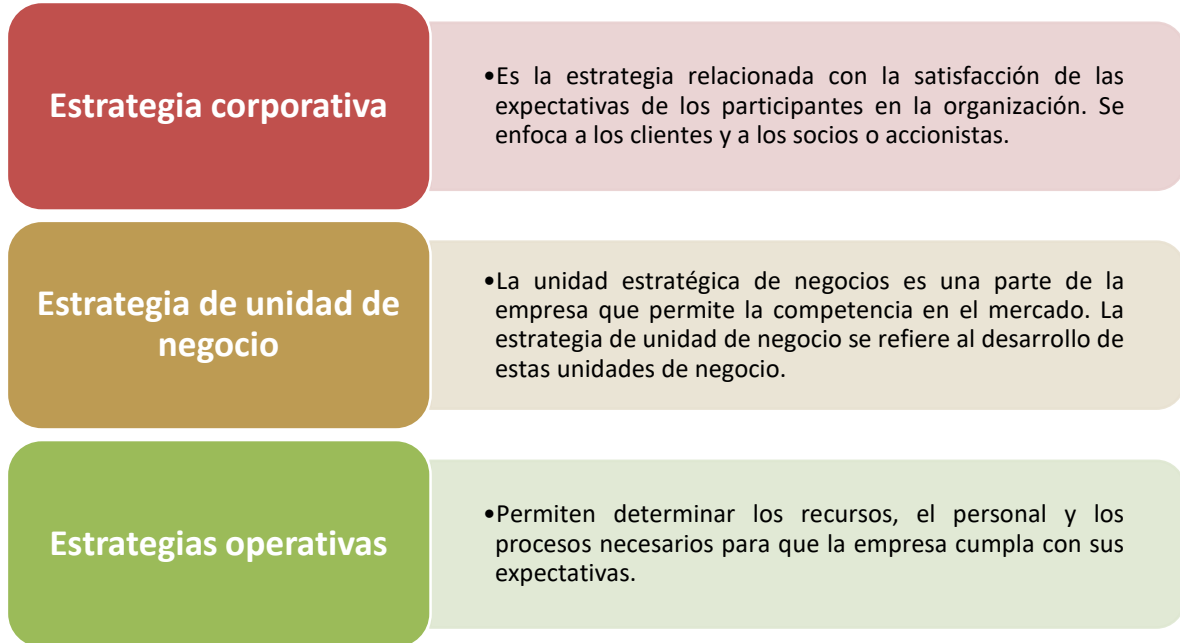 Estrategia corporativa
•Es la estrategia relacionada con la satisfacción de las
expectativas de los participantes en la organización. Se
enfoca a los clientes y a los socios o accionistas.
Estrategia de unidad de
negocio
•La unidad estratégica de negocios es una parte de la
empresa que permite la competencia en el mercado. La
estrategia de unidad de negocio se refiere al desarrollo de
estas unidades de negocio.
Estrategias operativas
•Permiten determinar los recursos, el personal y los
procesos necesarios para que la empresa cumpla con sus
expectativas.